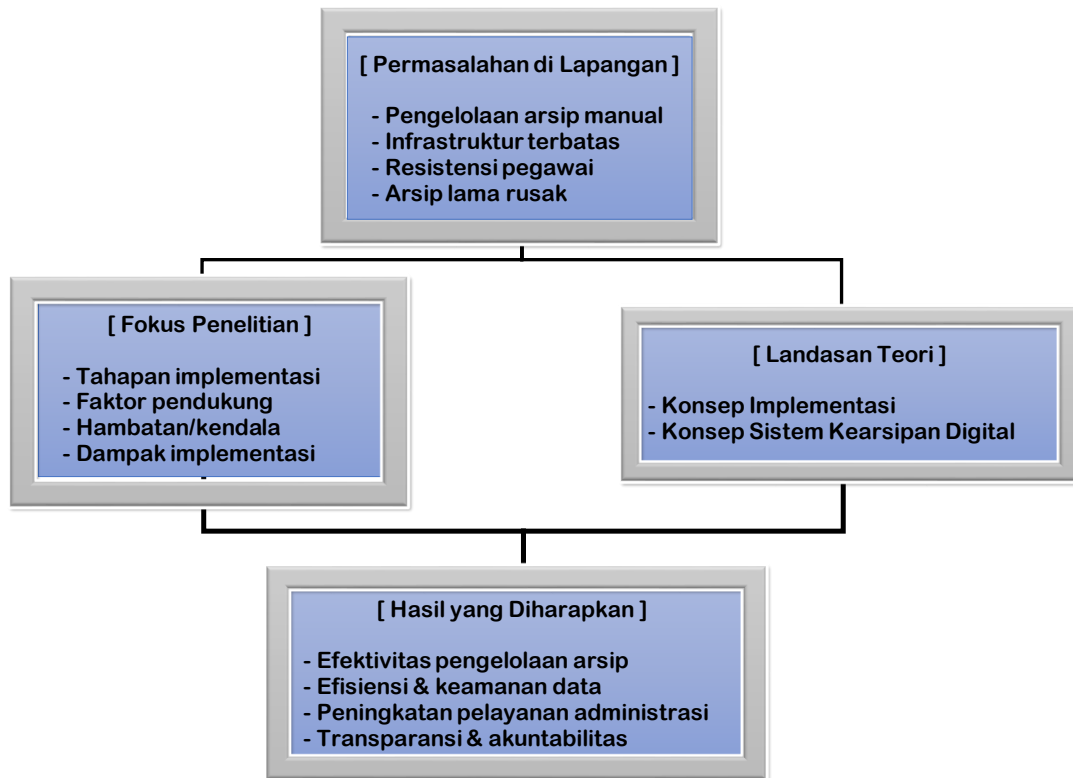 [ Permasalahan di Lapangan ]
- Pengelolaan arsip manual
- Infrastruktur terbatas
- Resistensi pegawai
- Arsip lama rusak
[ Fokus Penelitian ]
- Tahapan implementasi
- Faktor pendukung
- Hambatan/kendala
- Dampak implementasi
[ Landasan Teori ]
- Konsep Implementasi
- Konsep Sistem Kearsipan Digital
[ Hasil yang Diharapkan ]
- Efektivitas pengelolaan arsip
- Efisiensi & keamanan data
- Peningkatan pelayanan administrasi
- Transparansi & akuntabilitas